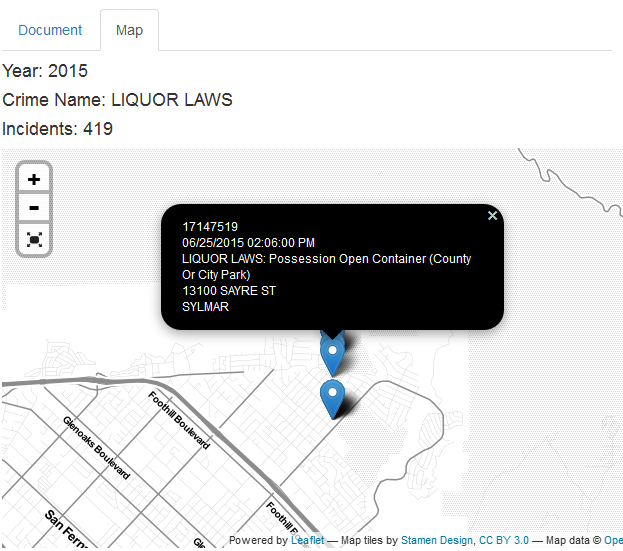 Document
Map
Year: 2015
Crime Name: LIQUOR LAWS
Incidents: 419
+
-
×
17147519
06/25/2015 02:06:00 PM
LIQUOR LAWS: Possession Open Container (County
Or City Park)
13100 SAYRE ST
SYLMAR
Foothill Boulevard
Glenoaks Boulevard
San Ferna
Foothill B
Gle
Powered by Leaflet — Map tiles by Stamen Design, CC BY 3.0 — Map data © Ope